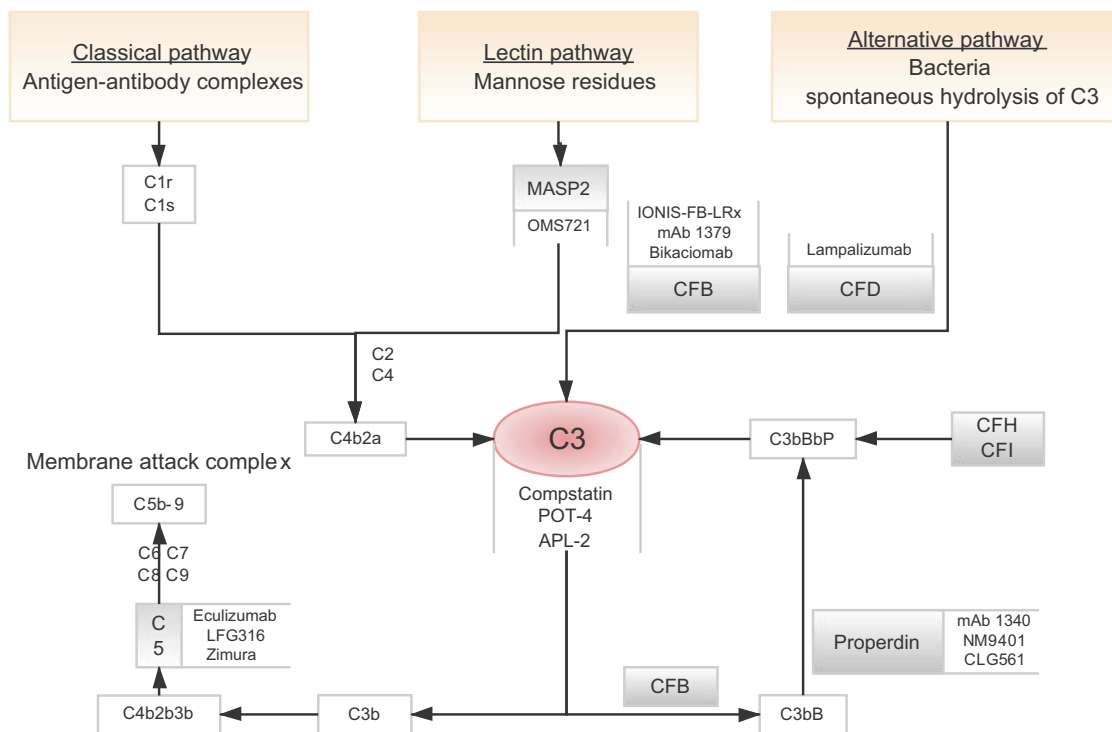 Classical pathway
Antigen-antibody complexes
Lectin pathway
Mannose residues
Alternative pathway
Bacteria
spontaneous hydrolysis of C3
C1r
C1s
MASP2
OMS721
IONIS-FB-LRx
mAb 1379
Bikaciomab
CFB
Lampalizumab
CFD
C2
C4
C4b2a
C3
C3bBbP
CFH
CFI
Compstatin
POT-4
APL-2
Membrane attack complex
C5b-9
C6 C7
C8 C9
C
5
Eculizumab
LFG316
Zimura
Properdin
mAb 1340
NM9401
CLG561
CFB
C4b2b3b
C3b
C3bB